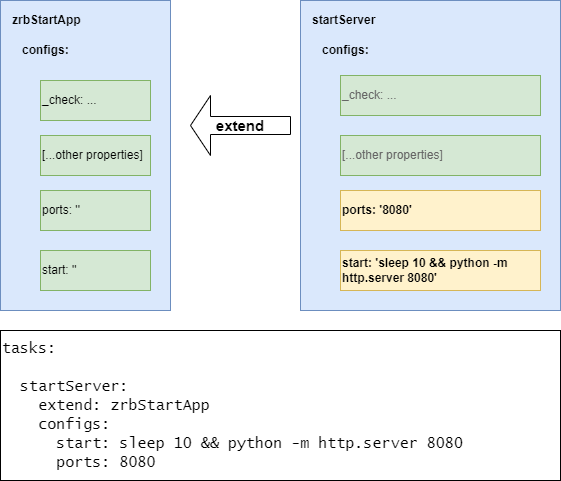 zrbStartApp
configs:
_check: ...
[...other properties]
ports: ''
start: ''
extend
startServer
configs:
_check: ...
[...other properties]
ports: '8080'
start: 'sleep 10 && python -m
http.server 8080'
tasks:
startServer:
extend: zrbStartApp
configs:
start: sleep 10 && python -m http.server 8080
ports: 8080